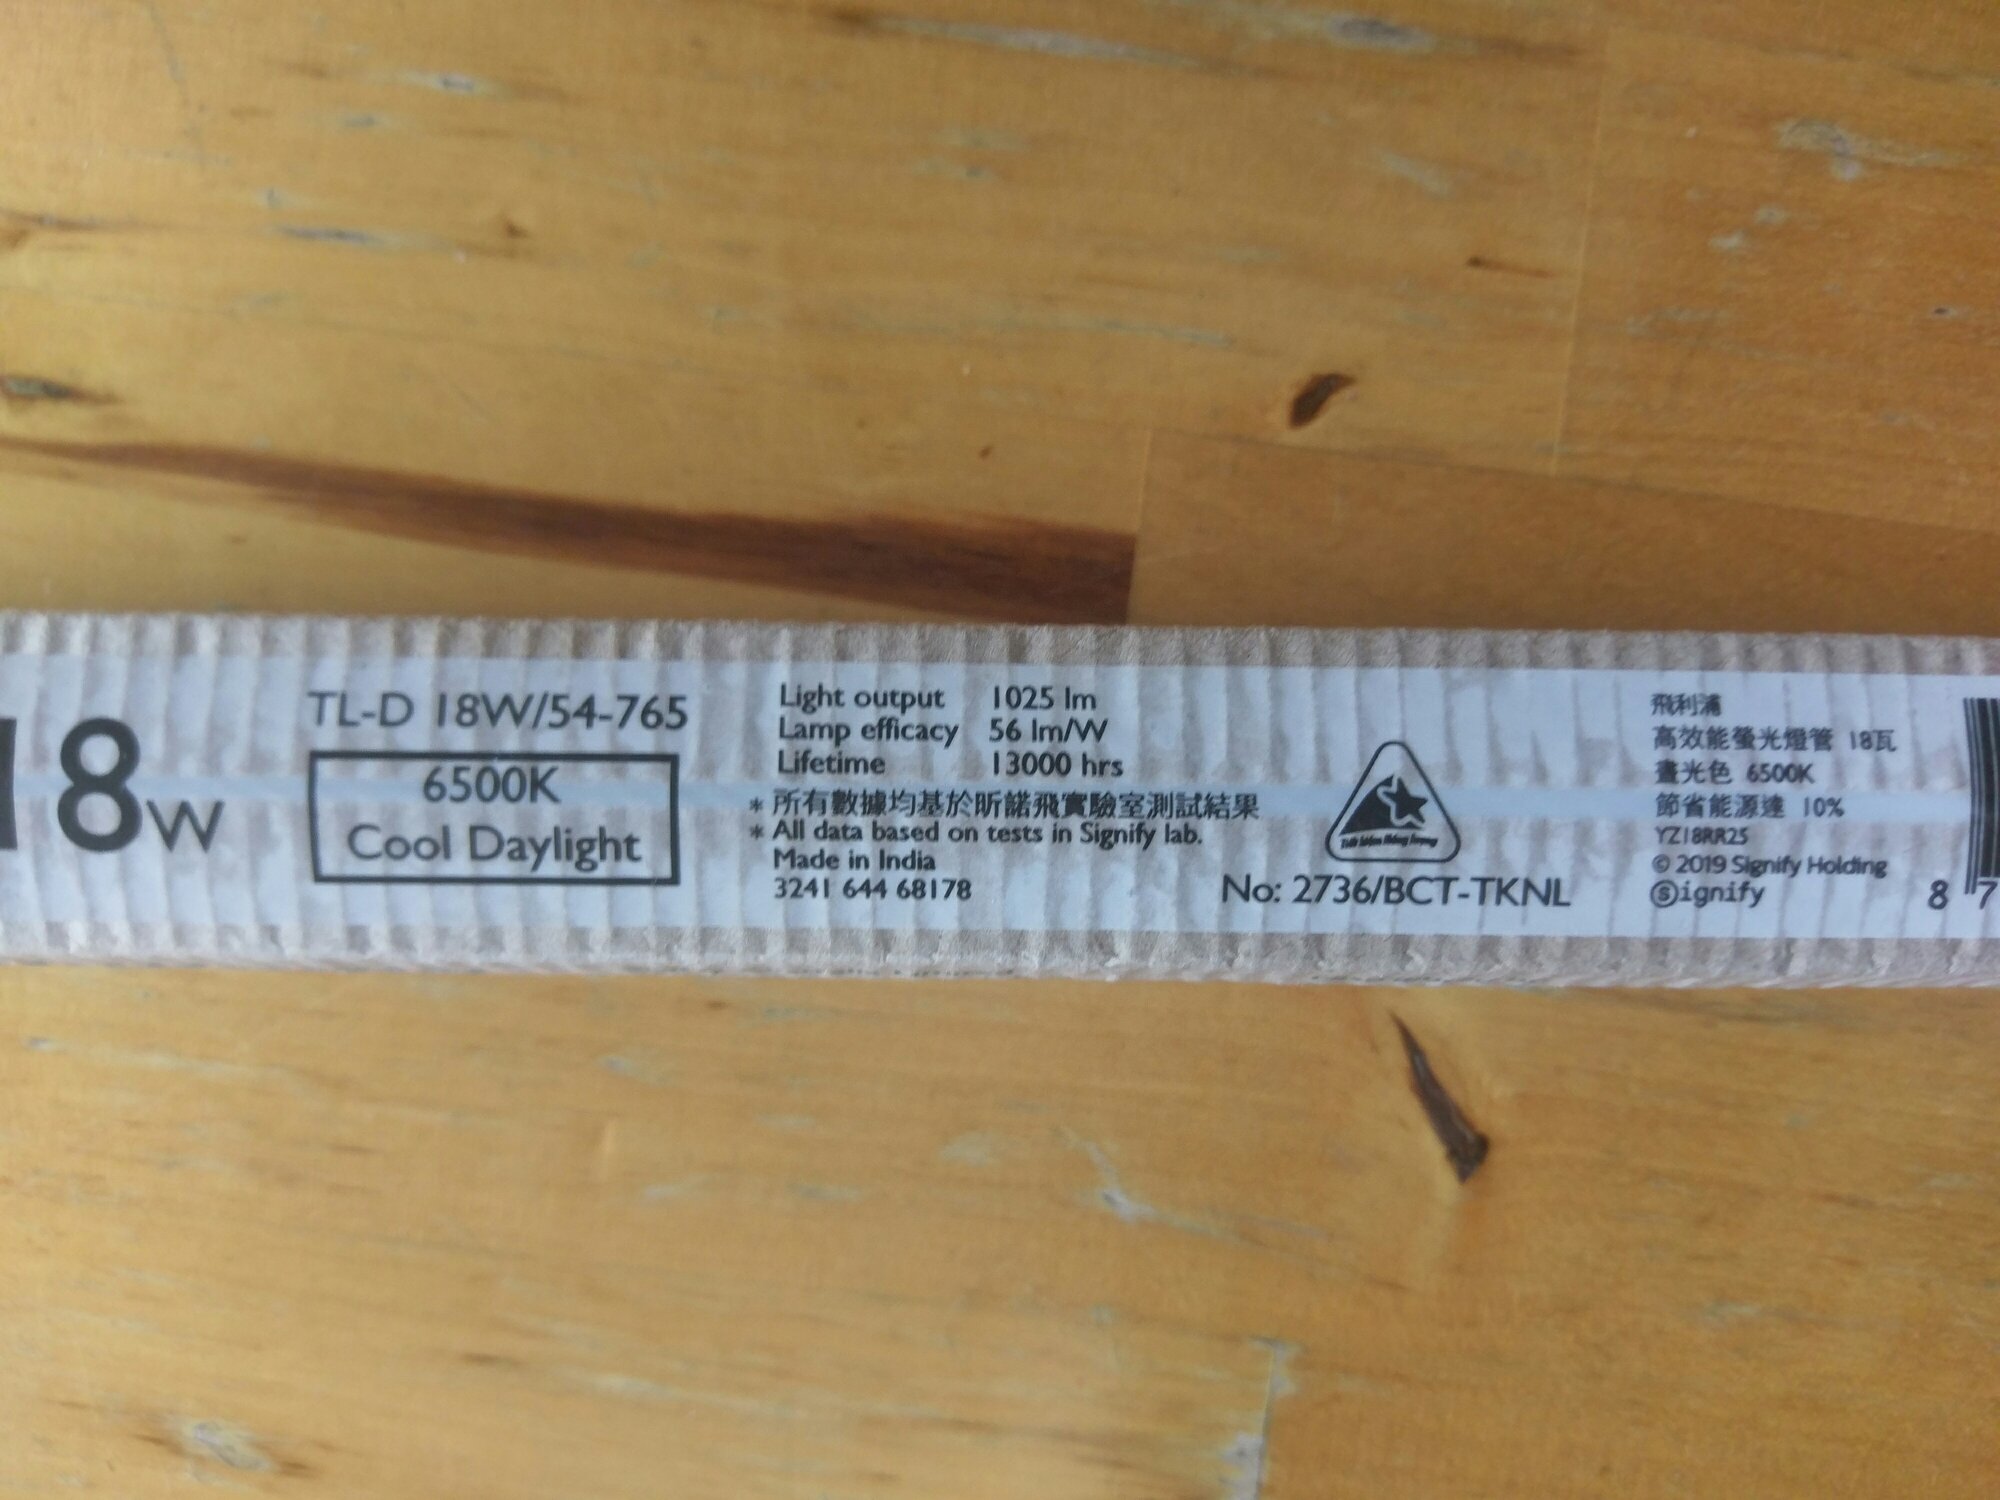 18W
TL-D 18W/54-765
6500K
Cool Daylight
Light output 1025 lm
Lamp efficacy 56 lm/W
Lifetime 13000 hrs
* 所有數據均基於昕諾飛實驗室測試結果
* All data based on tests in Signify lab.
Made in India
3241 644 68178
No: 2736/BCT-TKNL
飛利浦
高效能螢光燈管 18瓦
晝光色 6500K
節省能源達 10%
YZ18RR25
© 2019 Signify Holding
Ⓢignify
8 7